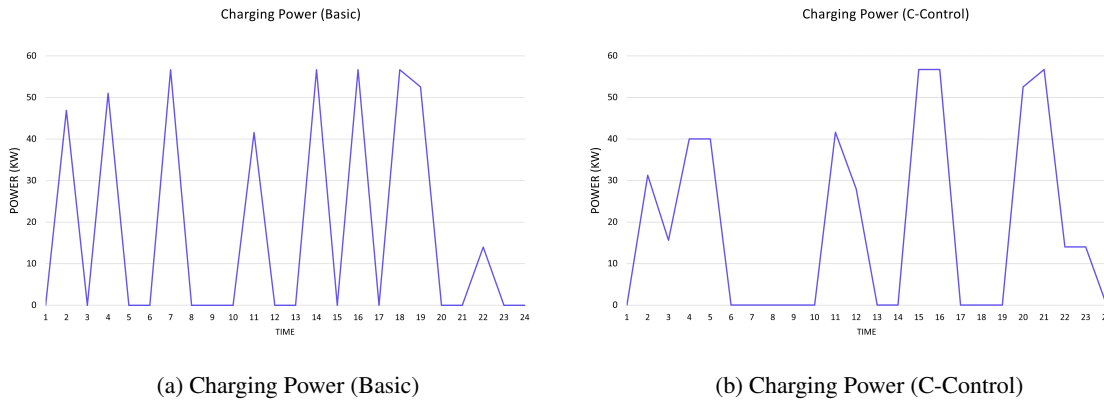 Charging Power (Basic)
60
50
40
30
20
10
0
POWER (KW)
1 2 3 4 5 6 7 8 9 10 11 12 13 14 15 16 17 18 19 20 21 22 23 24
TIME
(a) Charging Power (Basic)
Charging Power (C-Control)
60
50
40
30
20
10
0
POWER (KW)
1 2 3 4 5 6 7 8 9 10 11 12 13 14 15 16 17 18 19 20 21 22 23
TIME
(b) Charging Power (C-Control)